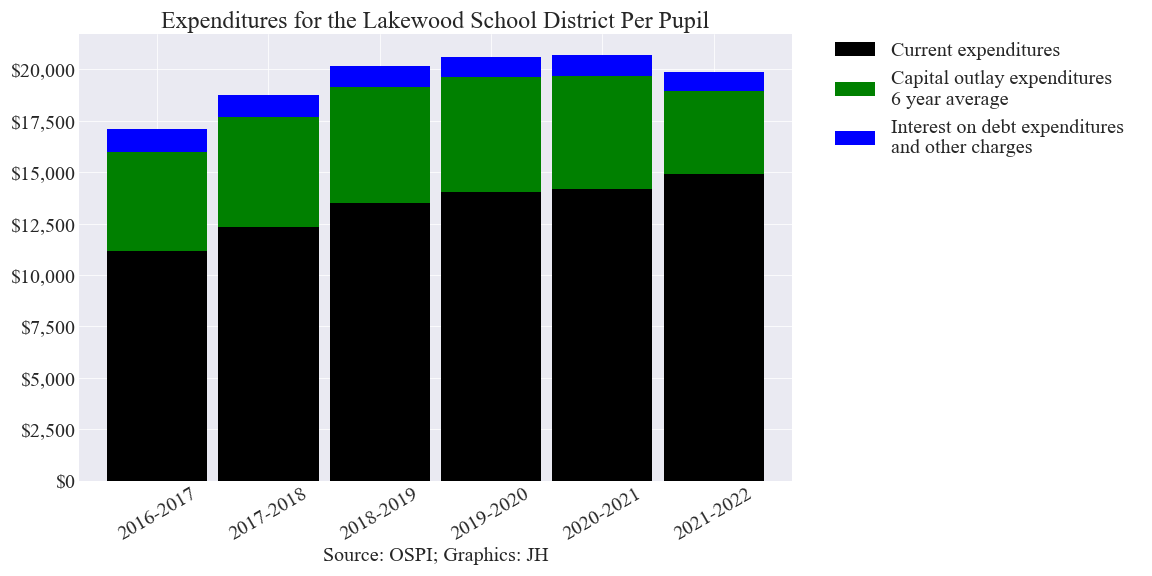 Expenditures for the Lakewood School District Per Pupil
$20,000
$17,500
$15,000
$12,500
$10,000
$7,500
$5,000
$2,500
$0
2016-2017
2017-2018
2018-2019
2019-2020
2020-2021
2021-2022
Source: OSPI; Graphics: JH
Current expenditures
Capital outlay expenditures
6 year average
Interest on debt expenditures
and other charges